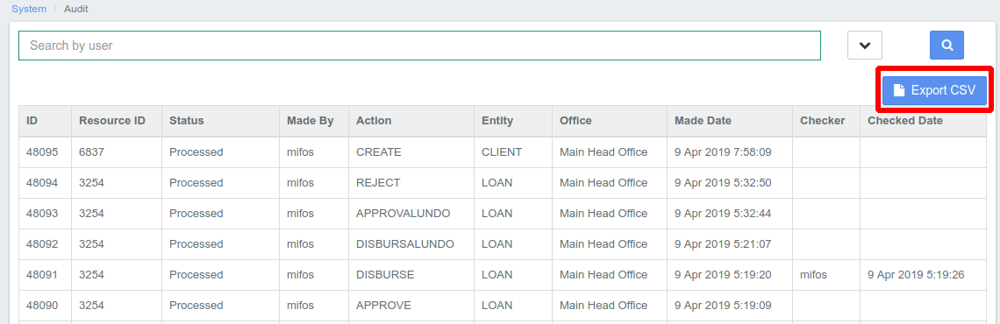 System / Audit
Search by user
Export CSV
ID Resource ID Status Made By Action Entity Office Made Date Checker Checked Date
48095 6837 Processed mifos CREATE CLIENT Main Head Office 9 Apr 2019 7:58:09
48094 3254 Processed mifos REJECT LOAN Main Head Office 9 Apr 2019 5:32:50
48093 3254 Processed mifos APPROVALUNDO LOAN Main Head Office 9 Apr 2019 5:32:44
48092 3254 Processed mifos DISBURSALUNDO LOAN Main Head Office 9 Apr 2019 5:21:07
48091 3254 Processed mifos DISBURSE LOAN Main Head Office 9 Apr 2019 5:19:20 mifos 9 Apr 2019 5:19:26
48090 3254 Processed mifos APPROVE LOAN Main Head Office 9 Apr 2019 5:19:09